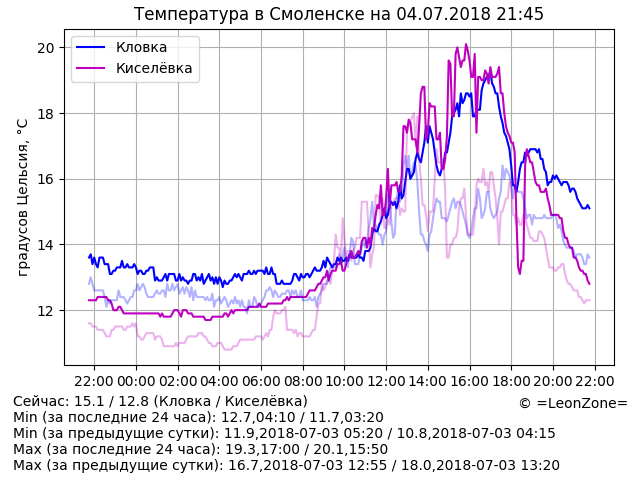 Температура в Смоленске на 04.07.2018 21:45
Кловка
Киселёвка
градусов Цельсия, °C
20
18
16
14
12
22:00 00:00 02:00 04:00 06:00 08:00 10:00 12:00 14:00 16:00 18:00 20:00 22:00
Сейчас: 15.1 / 12.8 (Кловка / Киселёвка)
© =LeonZone=
Min (за последние 24 часа): 12.7,04:10 / 11.7,03:20
Min (за предыдущие сутки): 11.9,2018-07-03 05:20 / 10.8,2018-07-03 04:15
Max (за последние 24 часа): 19.3,17:00 / 20.1,15:50
Max (за предыдущие сутки): 16.7,2018-07-03 12:55 / 18.0,2018-07-03 13:20